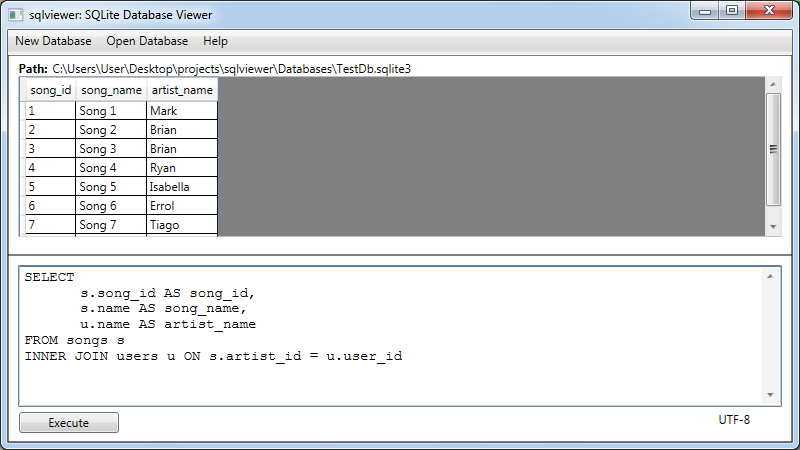 sqlviewer: SQLite Database Viewer
New Database Open Database Help
Path: C:\Users\User\Desktop\projects\sqlviewer\Databases\TestDb.sqlite3
song_id song_name artist_name
1 Song 1 Mark
2 Song 2 Brian
3 Song 3 Brian
4 Song 4 Ryan
5 Song 5 Isabella
6 Song 6 Errol
7 Song 7 Tiago
SELECT
s.song_id AS song_id,
s.name AS song_name,
u.name AS artist_name
FROM songs s
INNER JOIN users u ON s.artist_id = u.user_id
Execute UTF-8